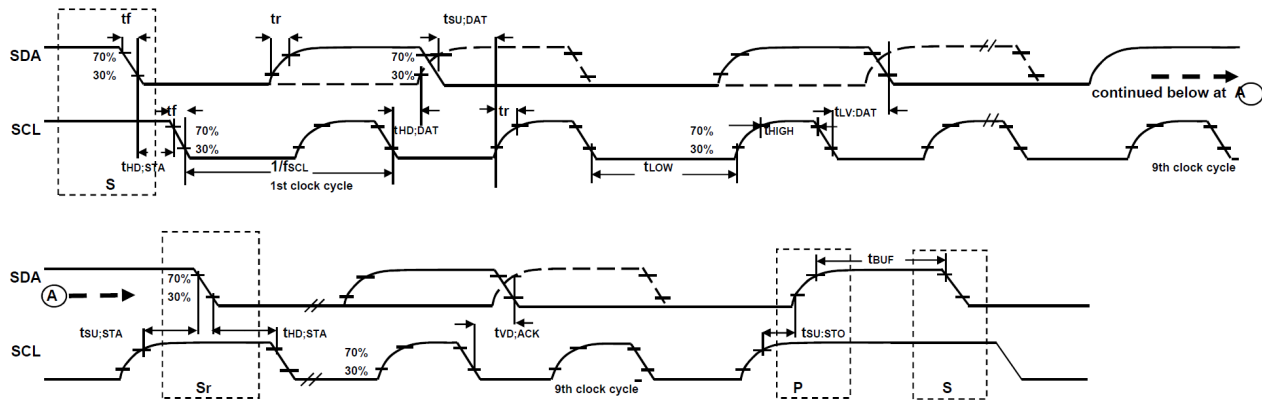 tf tr tSU;DAT
SDA 70% 70%
30% 30%
continued below at A
tf tHD;DAT tr tHIGH tLV:DAT
SCL 70% 70%
30% 30%
tHD;STA 1/fSCL tLOW
S 1st clock cycle 9th clock cycle
SDA 70% tBUF
A 30%
tSU;STA tHD;STA tVD;ACK tSU:STO
SCL 70%
30%
Sr 9th clock cycle P S